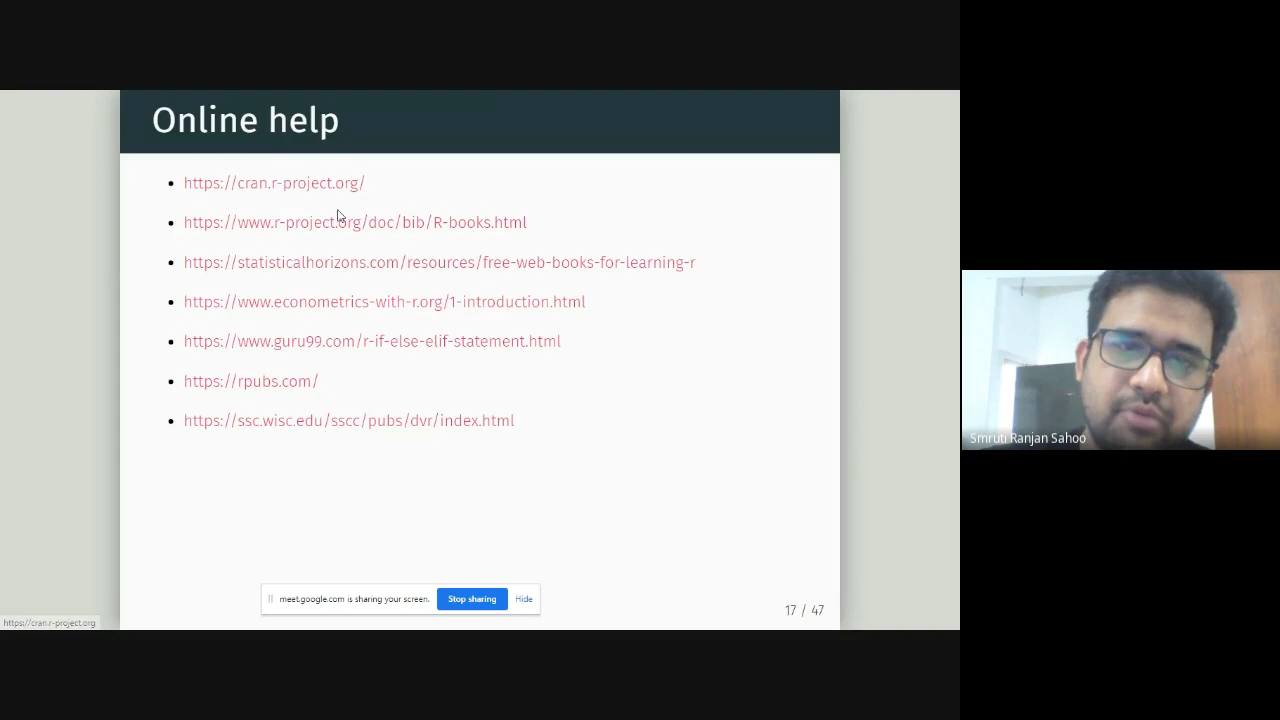 Online help
https://cran.r-project.org/
https://www.r-project.org/doc/bib/R-books.html
https://statisticalhorizons.com/resources/free-web-books-for-learning-r
https://www.econometrics-with-r.org/1-introduction.html
https://www.guru99.com/r-if-else-elif-statement.html
https://rpubs.com/
https://ssc.wisc.edu/sscc/pubs/dvr/index.html
Smruti Ranjan Sahoo
meet.google.com is sharing your screen. Stop sharing Hide
17 / 47
https://cran.r-project.org